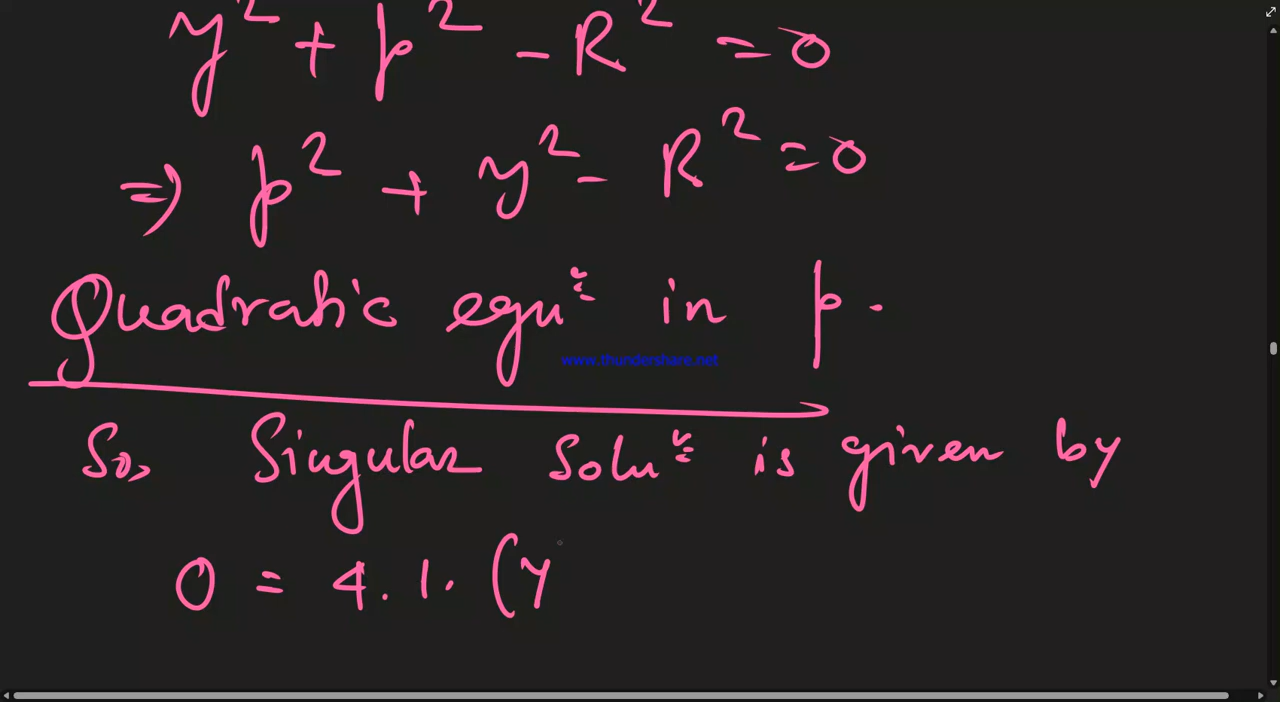 y² + p² - R² = 0
⇒ p² + y² - R² = 0
Quadratic equⁿ in p.
www.thundershare.net
So, Singular Soluⁿ is given by
0 = 4.1. (y